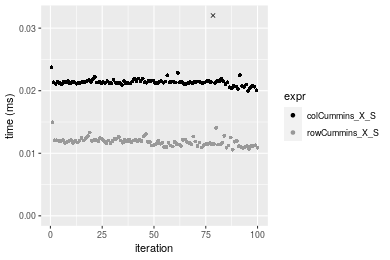 0.03
0.02
0.01
0.00
time (ms)
0
25
50
75
100
iteration
expr
colCummins_X_S
rowCummins_X_S